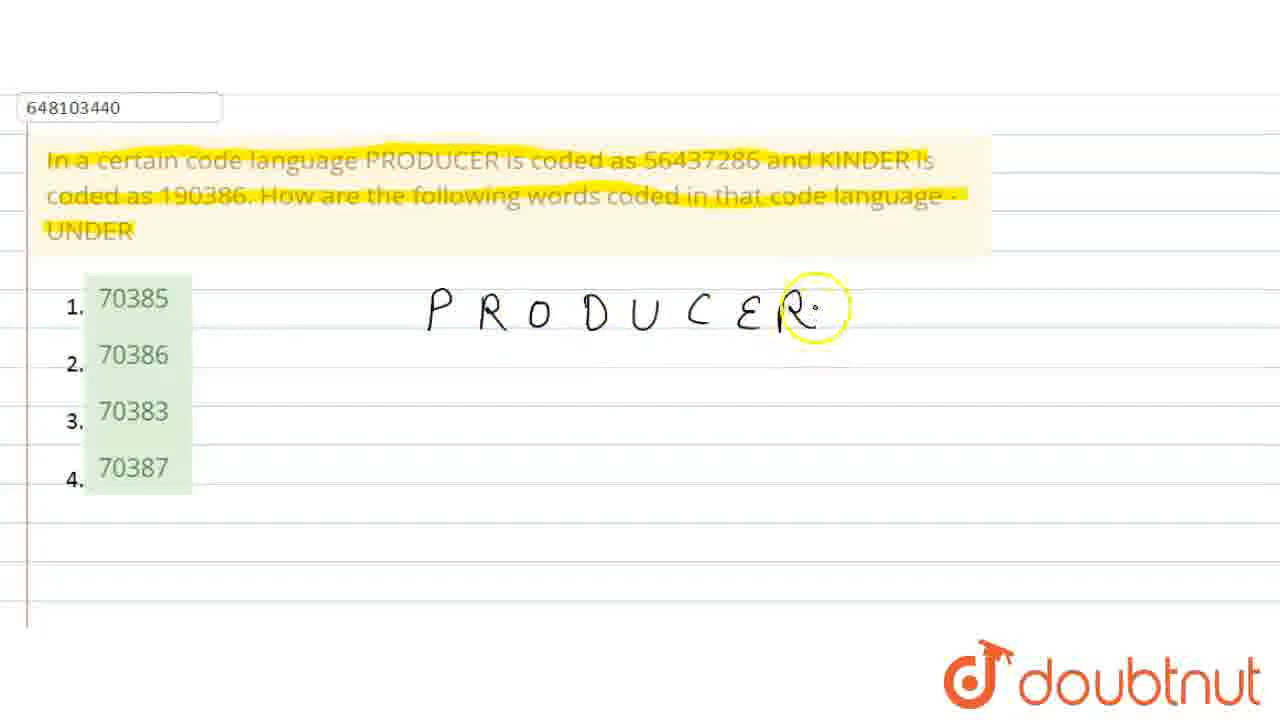 648103440
In a certain code language PRODUCER is coded as 56437286 and KINDER is
coded as 190386. How are the following words coded in that code language -
UNDER
1. 70385
2. 70386
3. 70383
4. 70387
P R O D U C E R
doubtnut